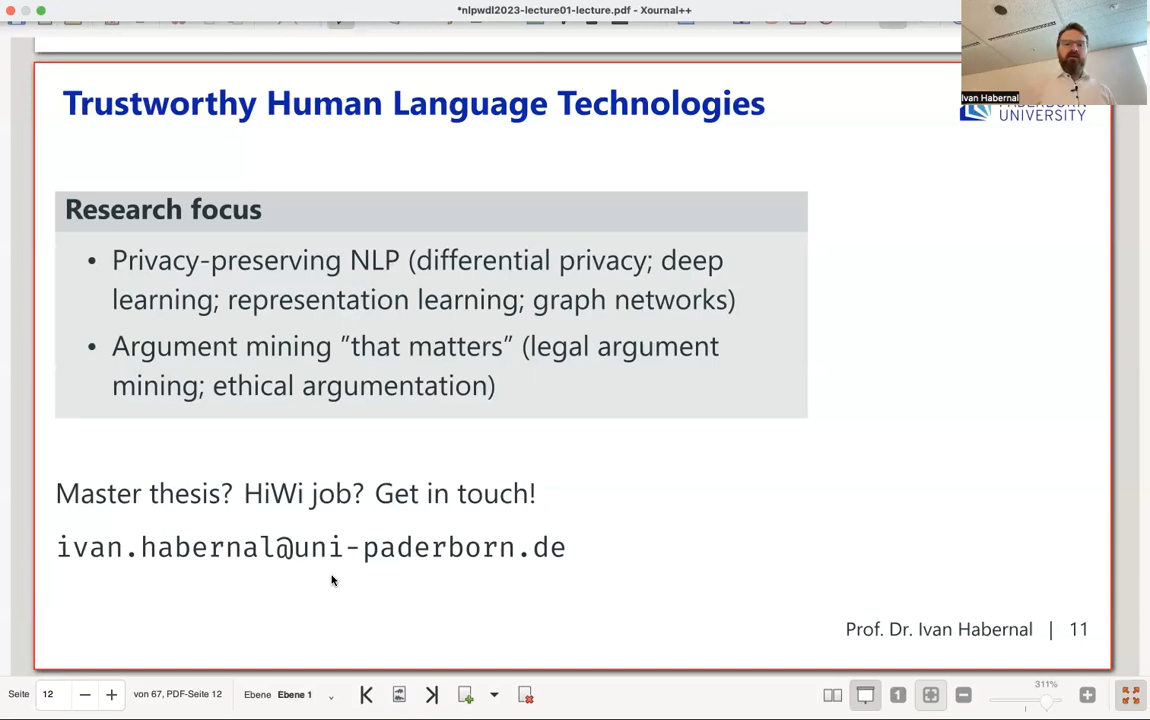 *nlpwdl2023-lecture01-lecture.pdf - Xournal++
Ivan Habernal
UNIVERSITY
Trustworthy Human Language Technologies
Research focus
• Privacy-preserving NLP (differential privacy; deep
learning; representation learning; graph networks)
• Argument mining ”that matters” (legal argument
mining; ethical argumentation)
Master thesis? HiWi job? Get in touch!
ivan.habernal@uni-paderborn.de
Prof. Dr. Ivan Habernal | 11
Seite 12 von 67, PDF-Seite 12 Ebene Ebene 1 1 311%